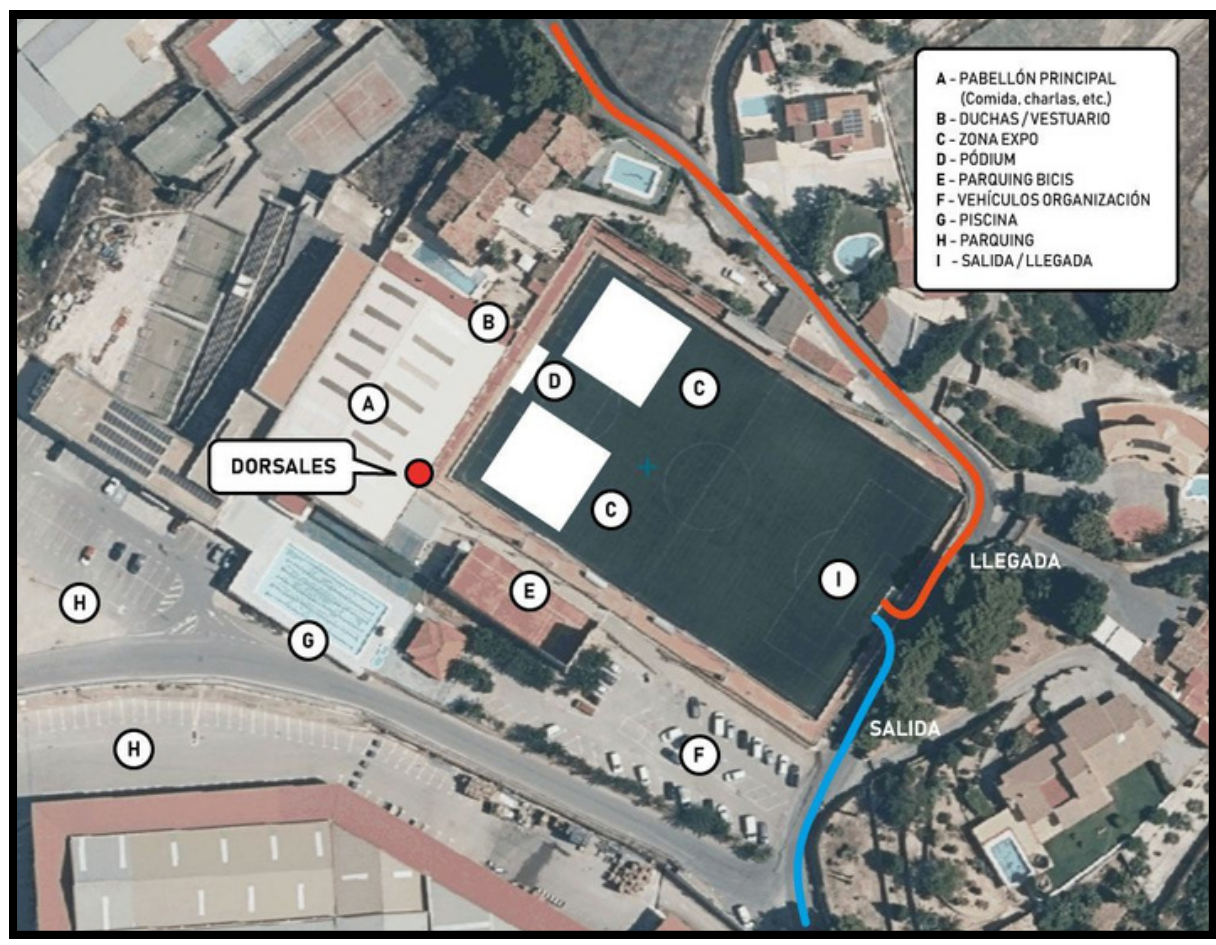 A - PABELLÓN PRINCIPAL
(Comida, charlas, etc.)
B - DUCHAS / VESTUARIO
C - ZONA EXPO
D - PÓDIUM
E - PARQUING BICIS
F - VEHÍCULOS ORGANIZACIÓN
G - PISCINA
H - PARQUING
I - SALIDA / LLEGADA
B
D
C
A
DORSALES
C
LLEGADA
I
E
H
G
SALIDA
H
F